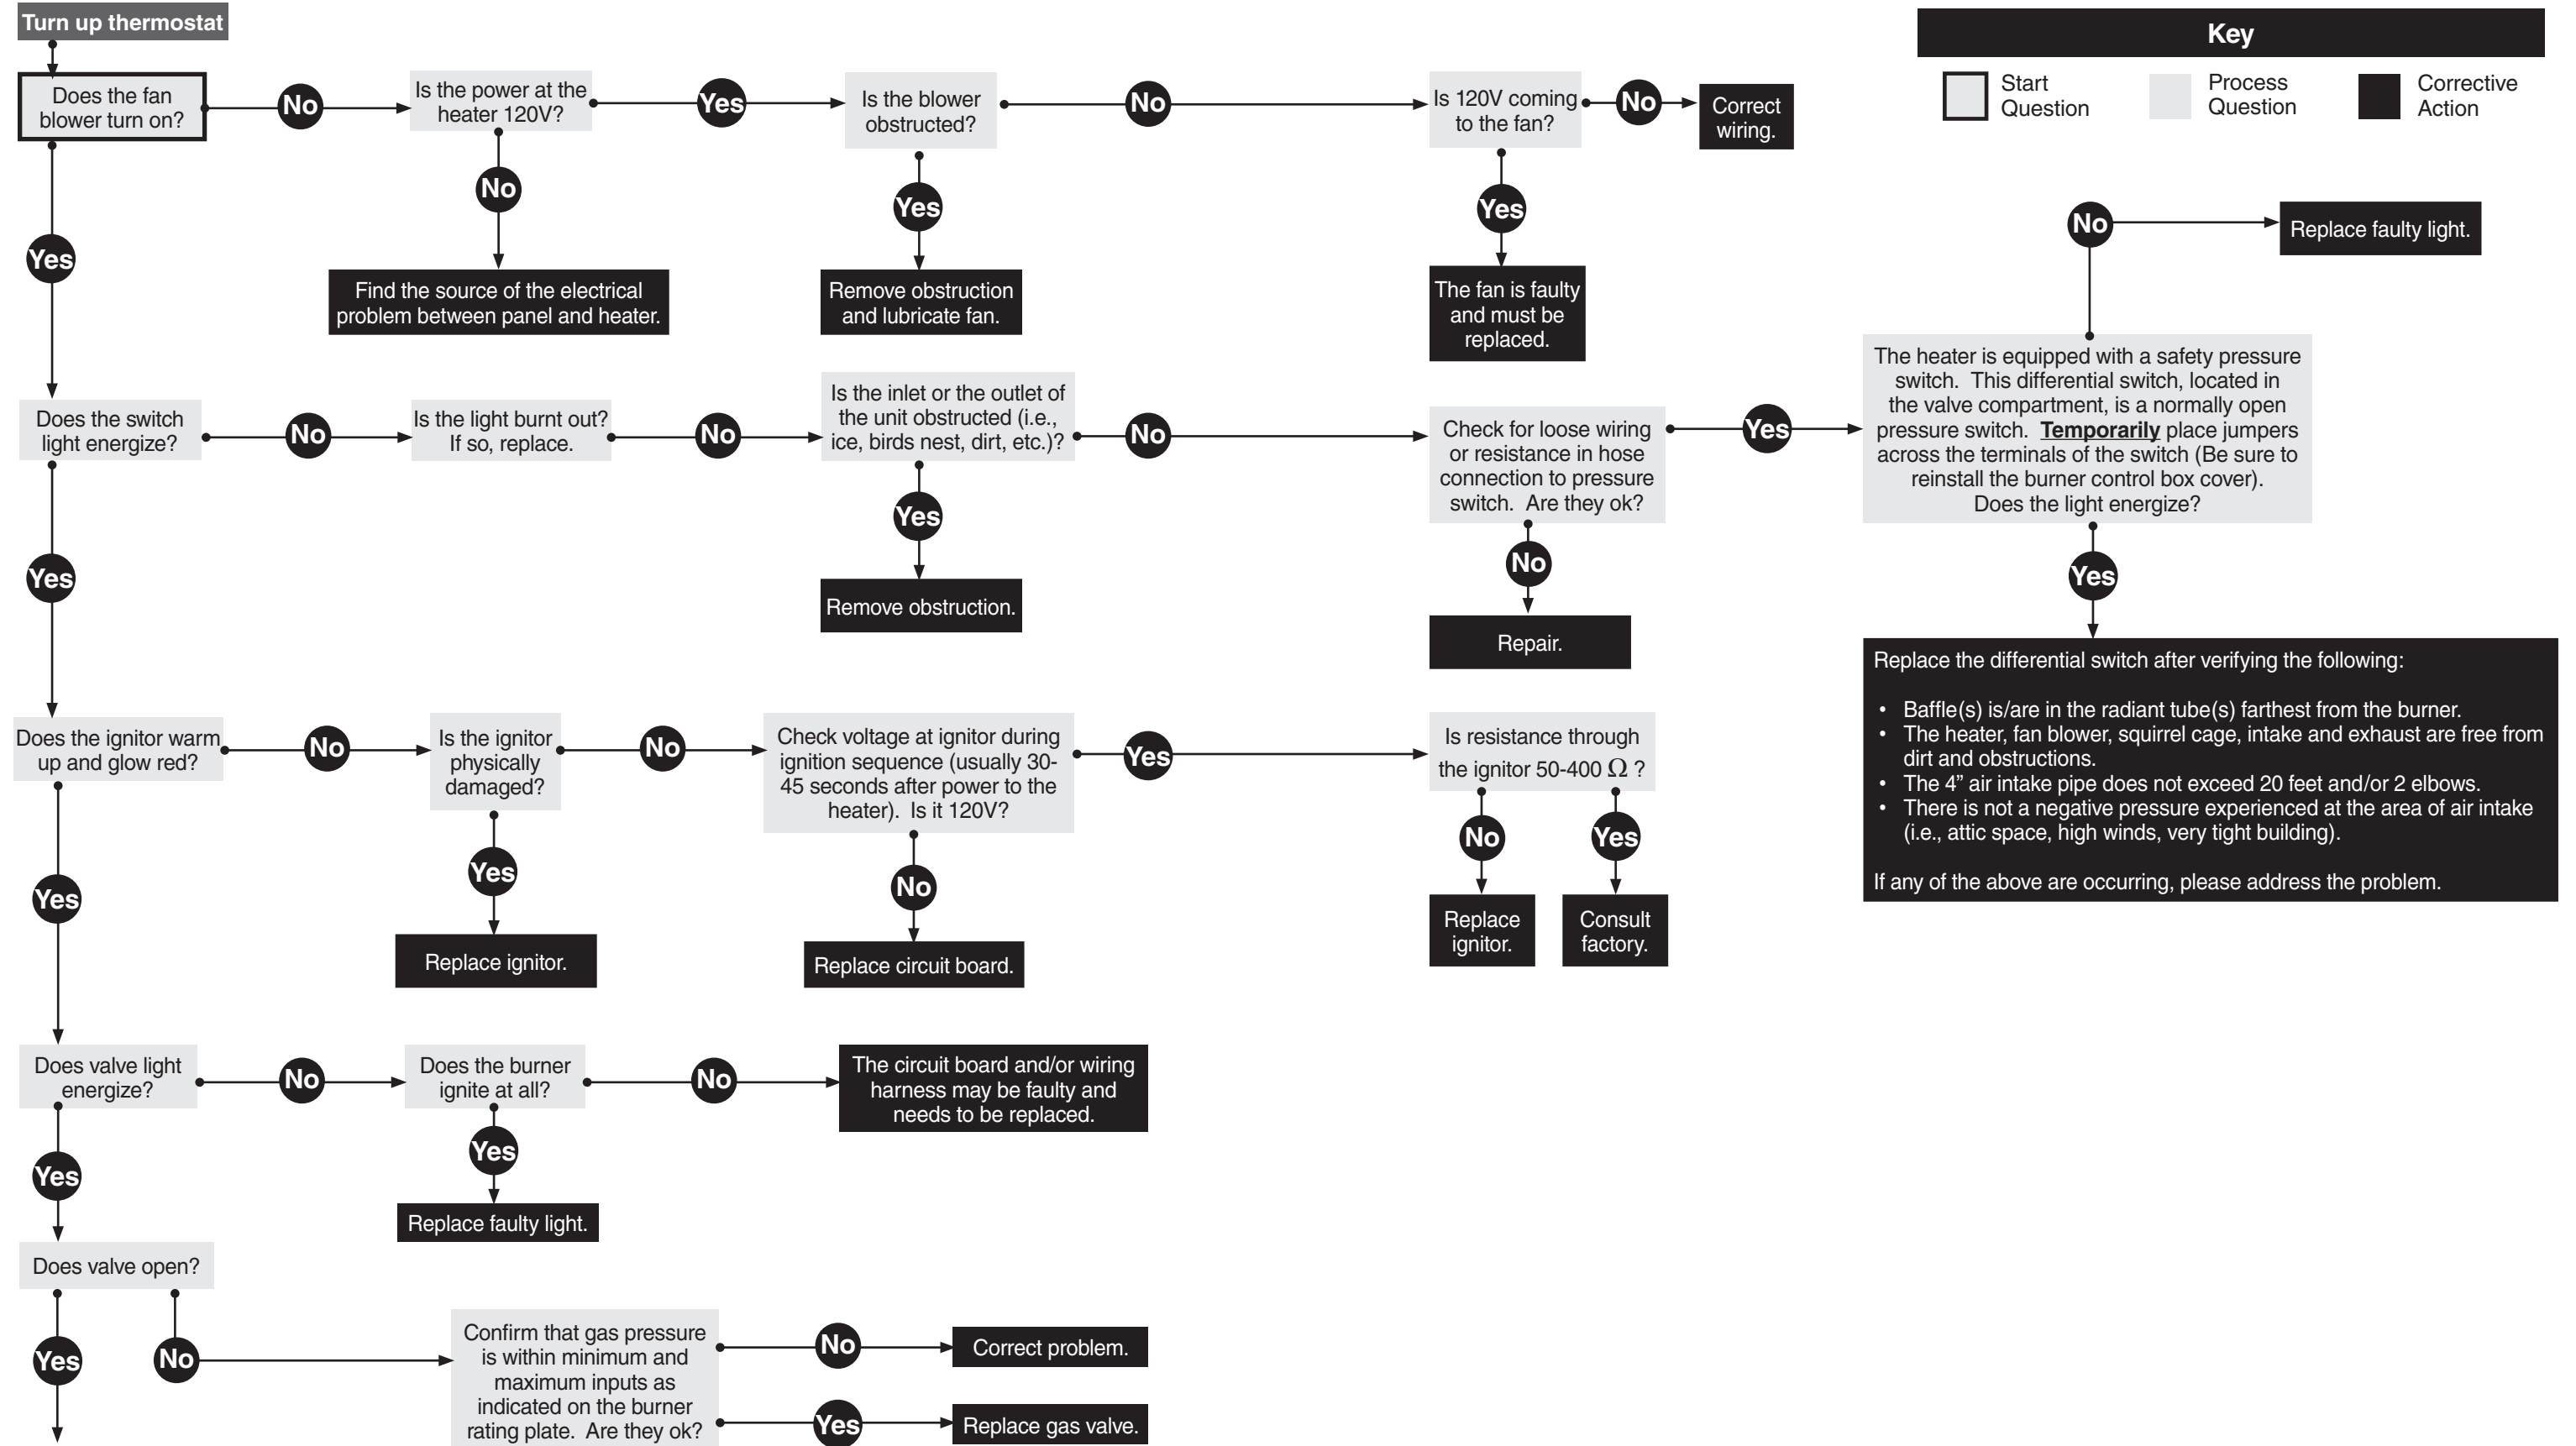 Turn up thermostat
Key
Start
Question
Process
Question
Corrective
Action
Does the fan
blower turn on?
No
Is the power at the
heater 120V?
Yes
Is the blower
obstructed?
No
Is 120V coming
to the fan?
No
Correct
wiring.
No
Yes
Yes
Find the source of the electrical
problem between panel and heater.
Remove obstruction
and lubricate fan.
The fan is faulty
and must be
replaced.
Yes
No
Replace faulty light.
Does the switch
light energize?
No
Is the light burnt out?
If so, replace.
No
Is the inlet or the outlet of
the unit obstructed (i.e.,
ice, birds nest, dirt, etc.)?
No
Check for loose wiring
or resistance in hose
connection to pressure
switch. Are they ok?
Yes
The heater is equipped with a safety pressure
switch. This differential switch, located in
the valve compartment, is a normally open
pressure switch. Temporarily place jumpers
across the terminals of the switch (Be sure to
reinstall the burner control box cover).
Does the light energize?
Yes
Remove obstruction.
No
Repair.
Yes
Replace the differential switch after verifying the following:
• Baffle(s) is/are in the radiant tube(s) farthest from the burner.
• The heater, fan blower, squirrel cage, intake and exhaust are free from
dirt and obstructions.
• The 4” air intake pipe does not exceed 20 feet and/or 2 elbows.
• There is not a negative pressure experienced at the area of air intake
(i.e., attic space, high winds, very tight building).
If any of the above are occurring, please address the problem.
Yes
Does the ignitor warm
up and glow red?
No
Is the ignitor
physically
damaged?
No
Check voltage at ignitor during
ignition sequence (usually 30-
45 seconds after power to the
heater). Is it 120V?
Yes
Is resistance through
the ignitor 50-400 Ω ?
Yes
Replace ignitor.
No
Replace circuit board.
No
Yes
Replace
ignitor.
Consult
factory.
Yes
Does valve light
energize?
No
Does the burner
ignite at all?
No
The circuit board and/or wiring
harness may be faulty and
needs to be replaced.
Yes
Replace faulty light.
Yes
Does valve open?
Yes
No
Confirm that gas pressure
is within minimum and
maximum inputs as
indicated on the burner
rating plate. Are they ok?
No
Correct problem.
Yes
Replace gas valve.